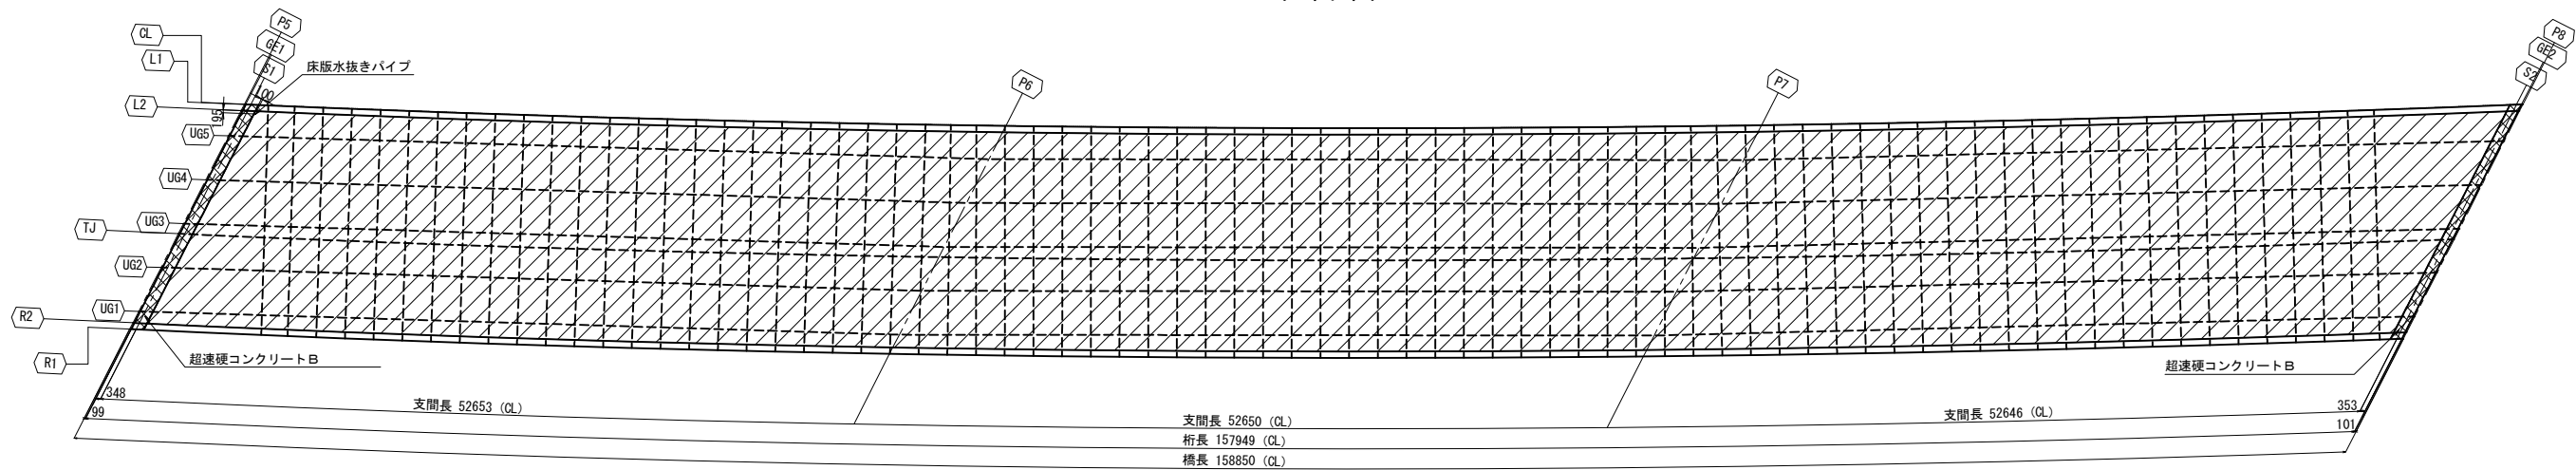 CL
L1
L2
UG5
UG4
UG3
TJ
UG2
UG1
R2
R1
P5
GE1
S1
床版水抜きパイプ
100
195
P6
P7
P8
GE2
S2
超速硬コンクリートB
超速硬コンクリートB
348
支間長 52653 (CL)
支間長 52650 (CL)
支間長 52646 (CL)
353
99
桁長 157949 (CL)
101
橋長 158850 (CL)